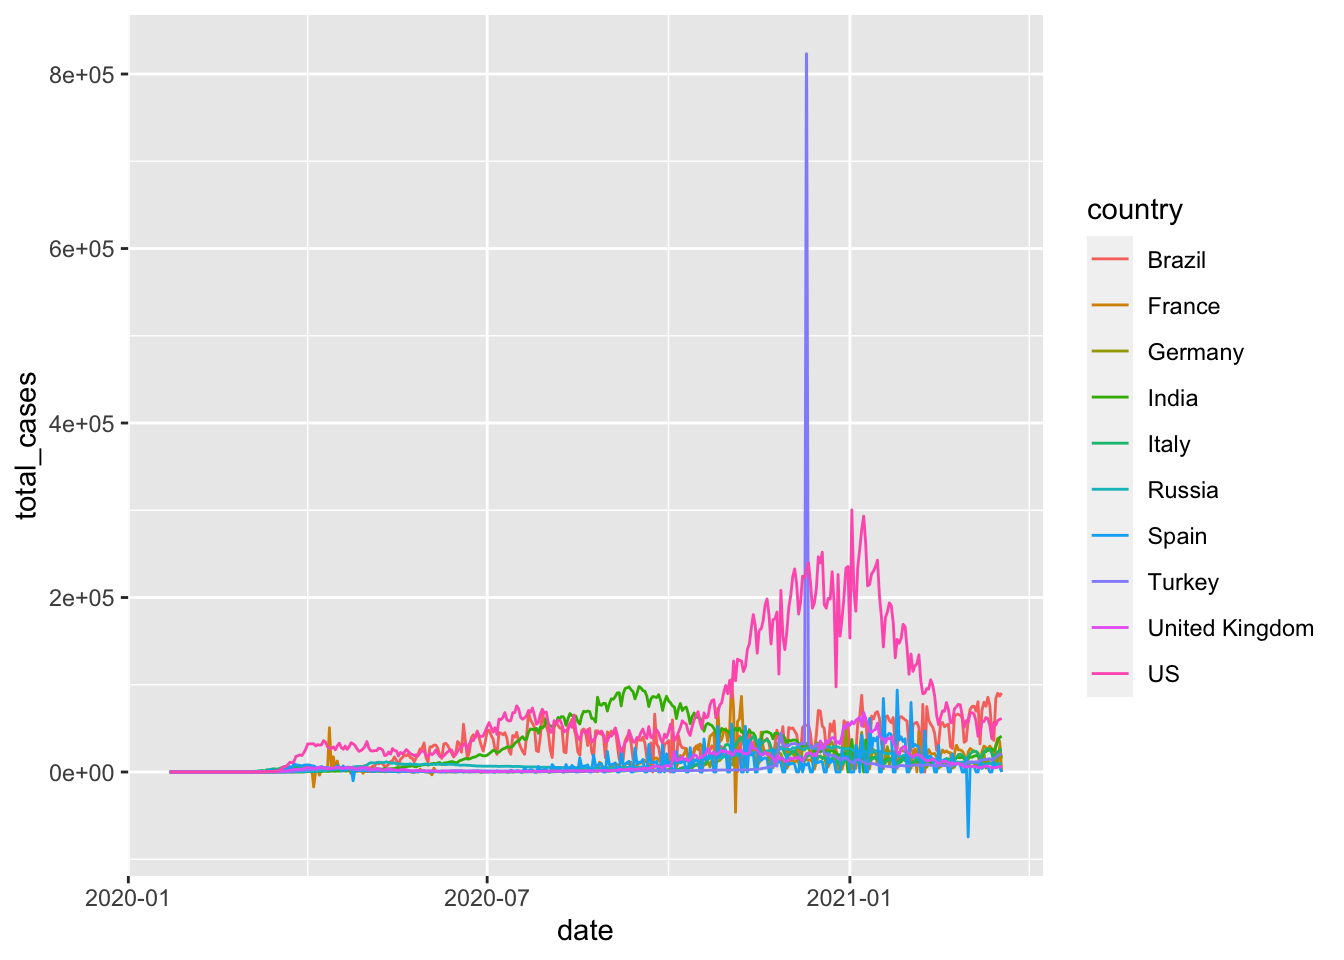 8e+05
6e+05
4e+05
2e+05
0e+00
total_cases
2020-01
2020-07
2021-01
date
country
Brazil
France
Germany
India
Italy
Russia
Spain
Turkey
United Kingdom
US